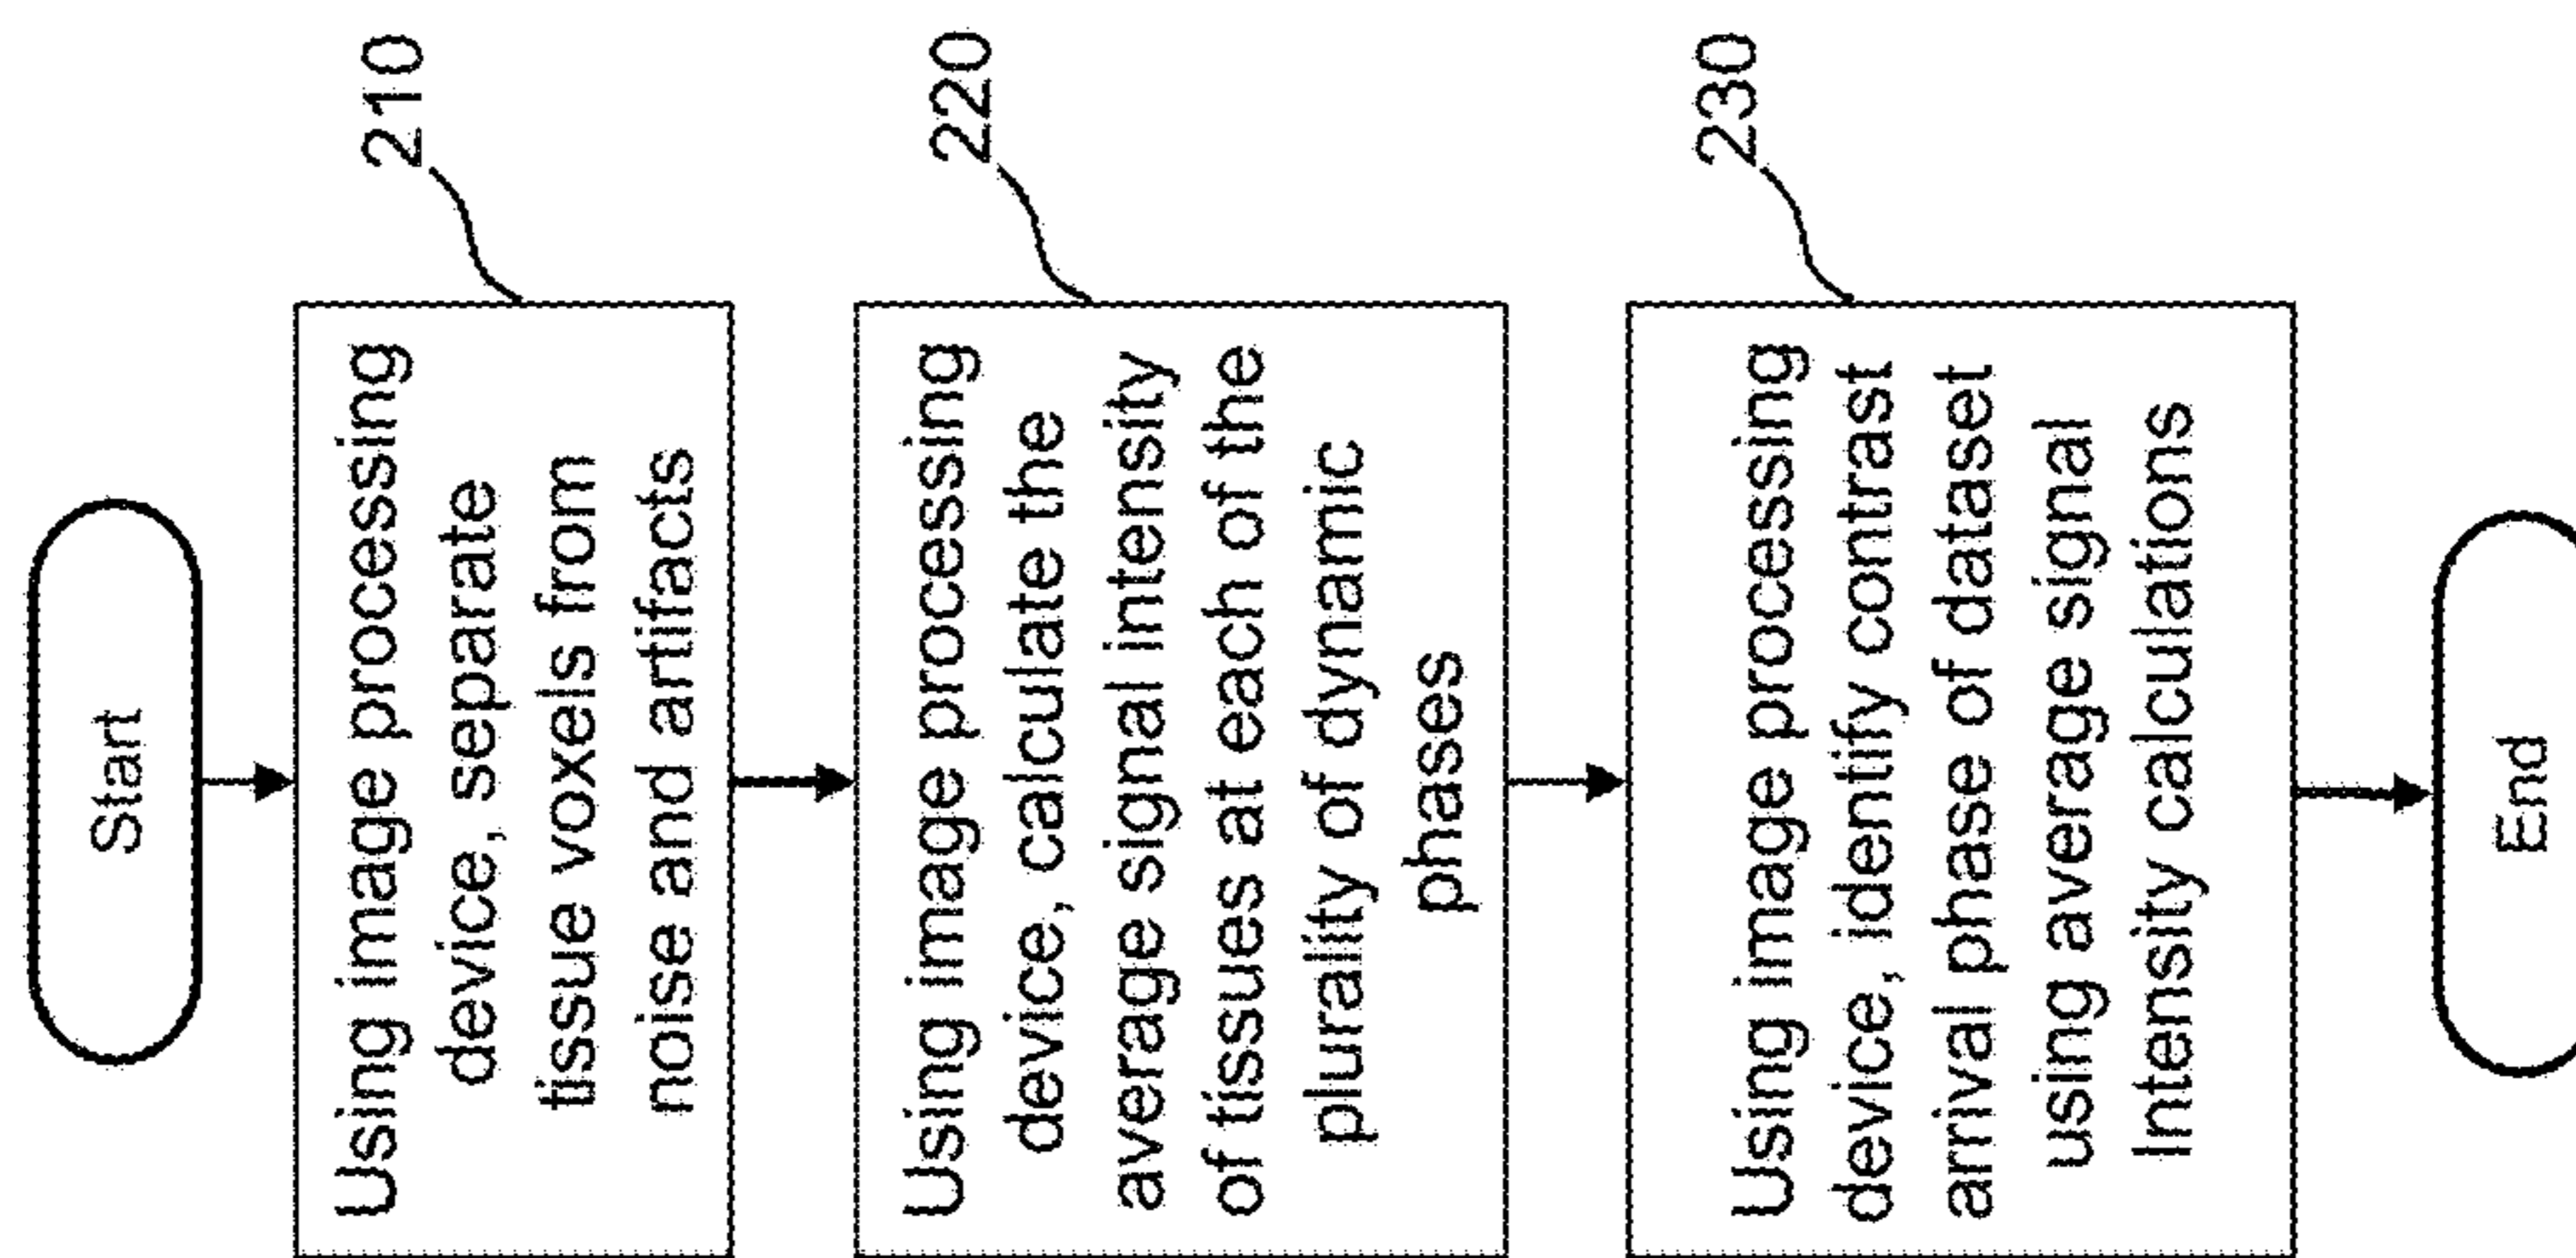 Start
210
Using image processing
device, separate
tissue voxels from
noise and artifacts
220
Using image processing
device, calculate the
average signal intensity
of tissues at each of the
plurality of dynamic
phases
230
Using image processing
device, identify contrast
arrival phase of dataset
using average signal
Intensity calculations
End